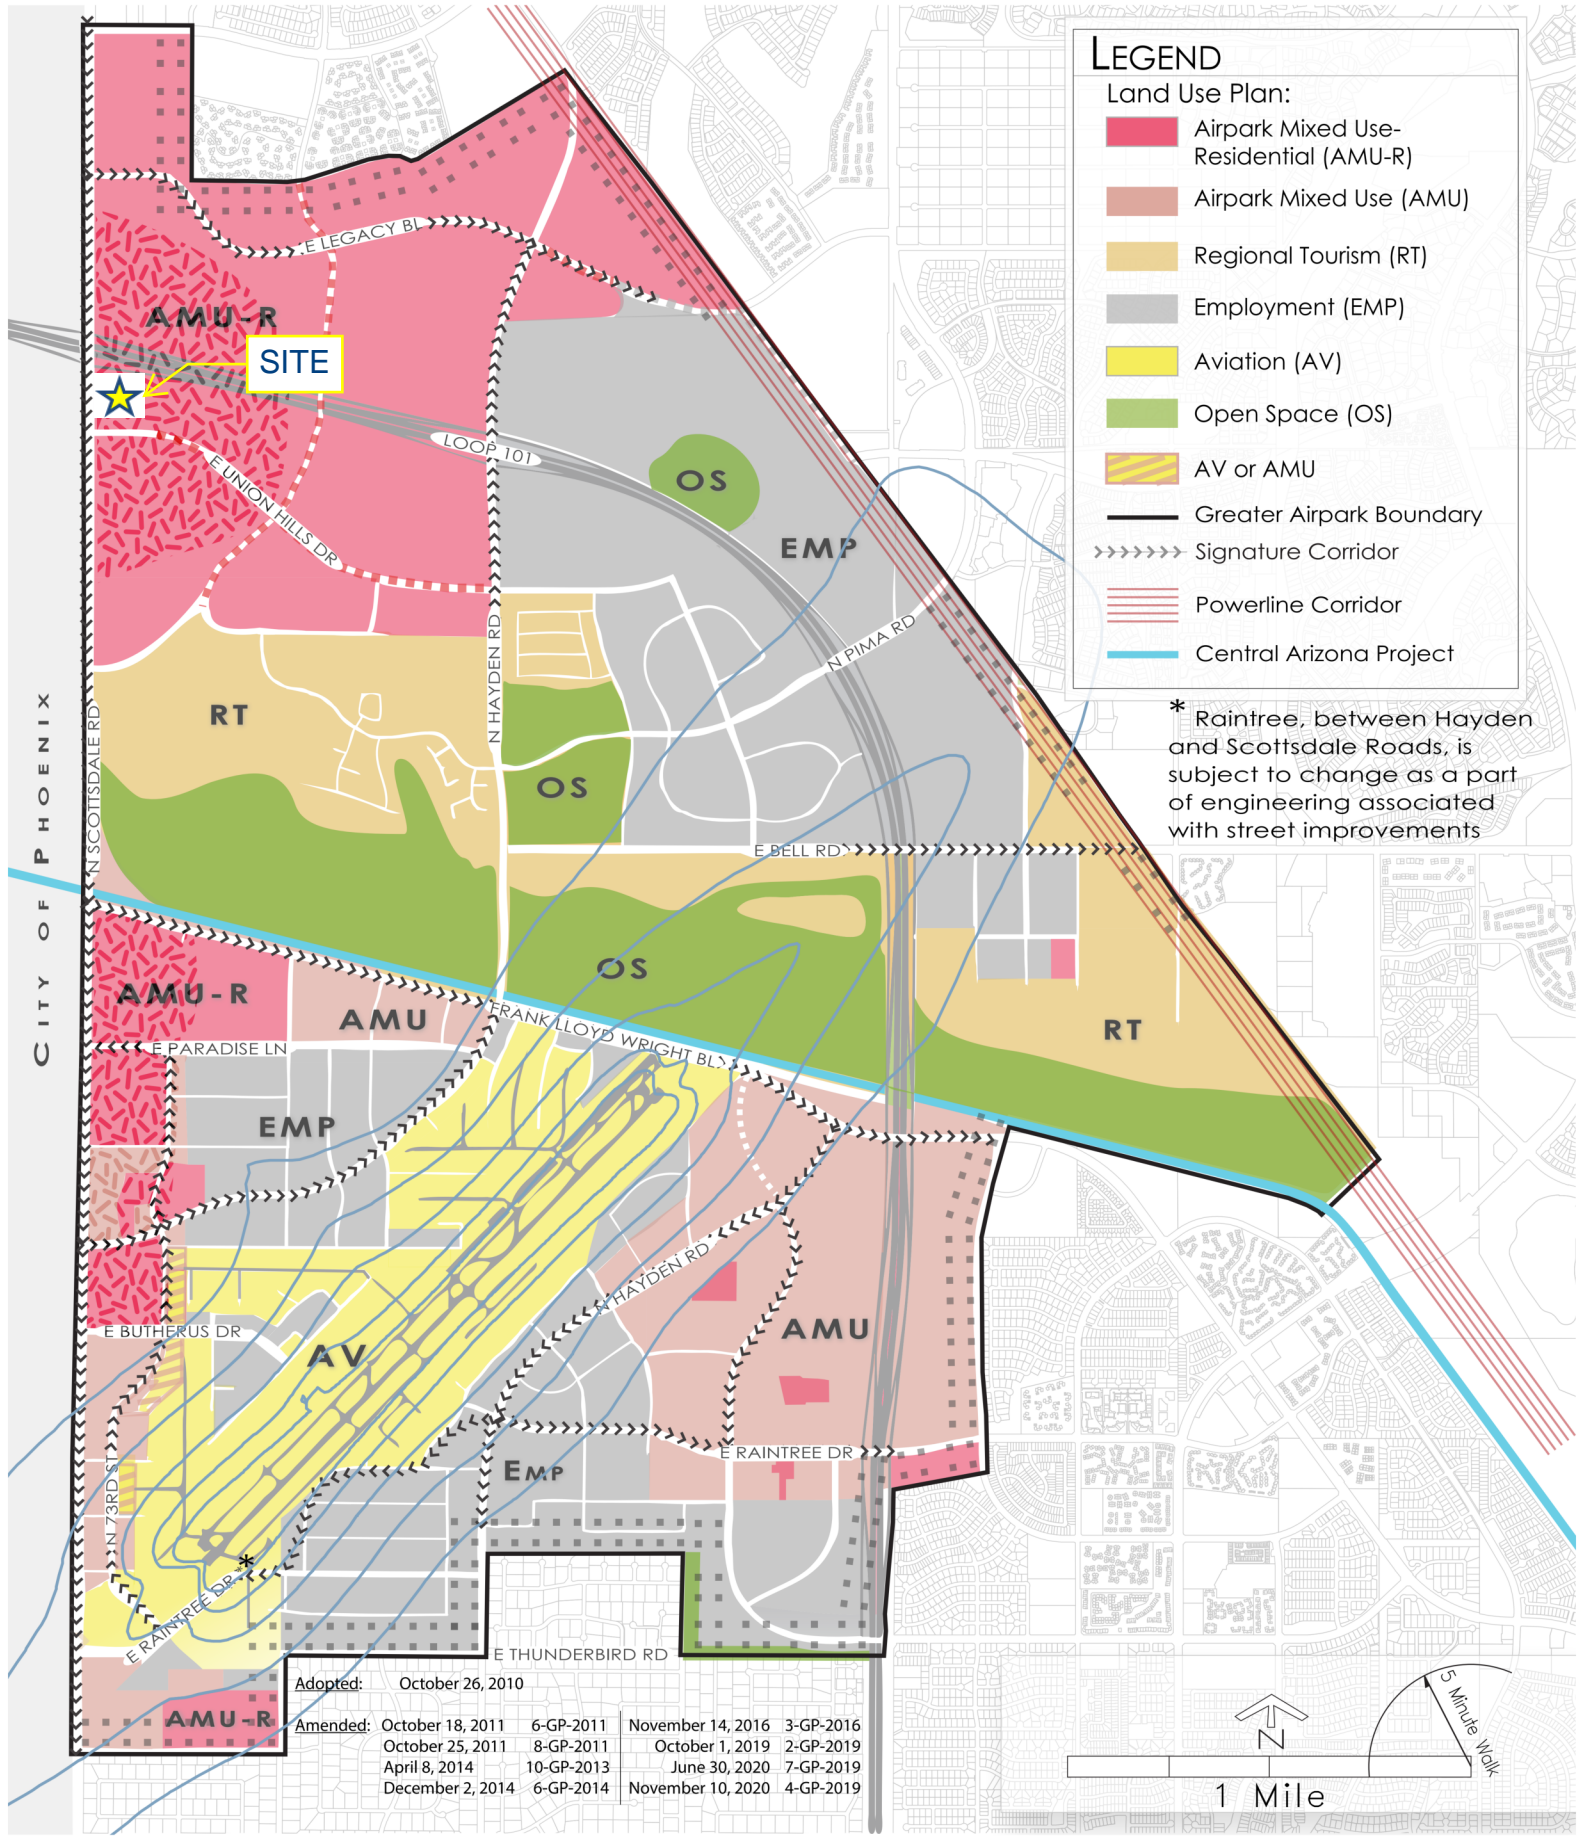 LEGEND
Land Use Plan:
Airpark Mixed Use-
Residential (AMU-R)
Airpark Mixed Use (AMU)
Regional Tourism (RT)
Employment (EMP)
Aviation (AV)
Open Space (OS)
AV or AMU
Greater Airpark Boundary
Signature Corridor
Powerline Corridor
Central Arizona Project
* Raintree, between Hayden
and Scottsdale Roads, is
subject to change as a part
of engineering associated
with street improvements
E LEGACY BL
AMU-R
SITE
LOOP 101
E UNION HILLS DR
OS
EMP
N PIMA RD
N HAYDEN RD
RT
N SCOTTSDALE RD
CITY OF PHOENIX
OS
E BELL RD
OS
AMU-R
AMU
FRANK LLOYD WRIGHT BL
RT
E PARADISE LN
EMP
N HAYDEN RD
AMU
E BUTHERUS DR
AV
E RAINTREE DR
EMP
N 73RD ST
*
E RAINTREE DR *
E THUNDERBIRD RD
AMU-R
Adopted: October 26, 2010
Amended: October 18, 2011 6-GP-2011 November 14, 2016 3-GP-2016
October 25, 2011 8-GP-2011 October 1, 2019 2-GP-2019
April 8, 2014 10-GP-2013 June 30, 2020 7-GP-2019
December 2, 2014 6-GP-2014 November 10, 2020 4-GP-2019
N
5 Minute Walk
1 Mile